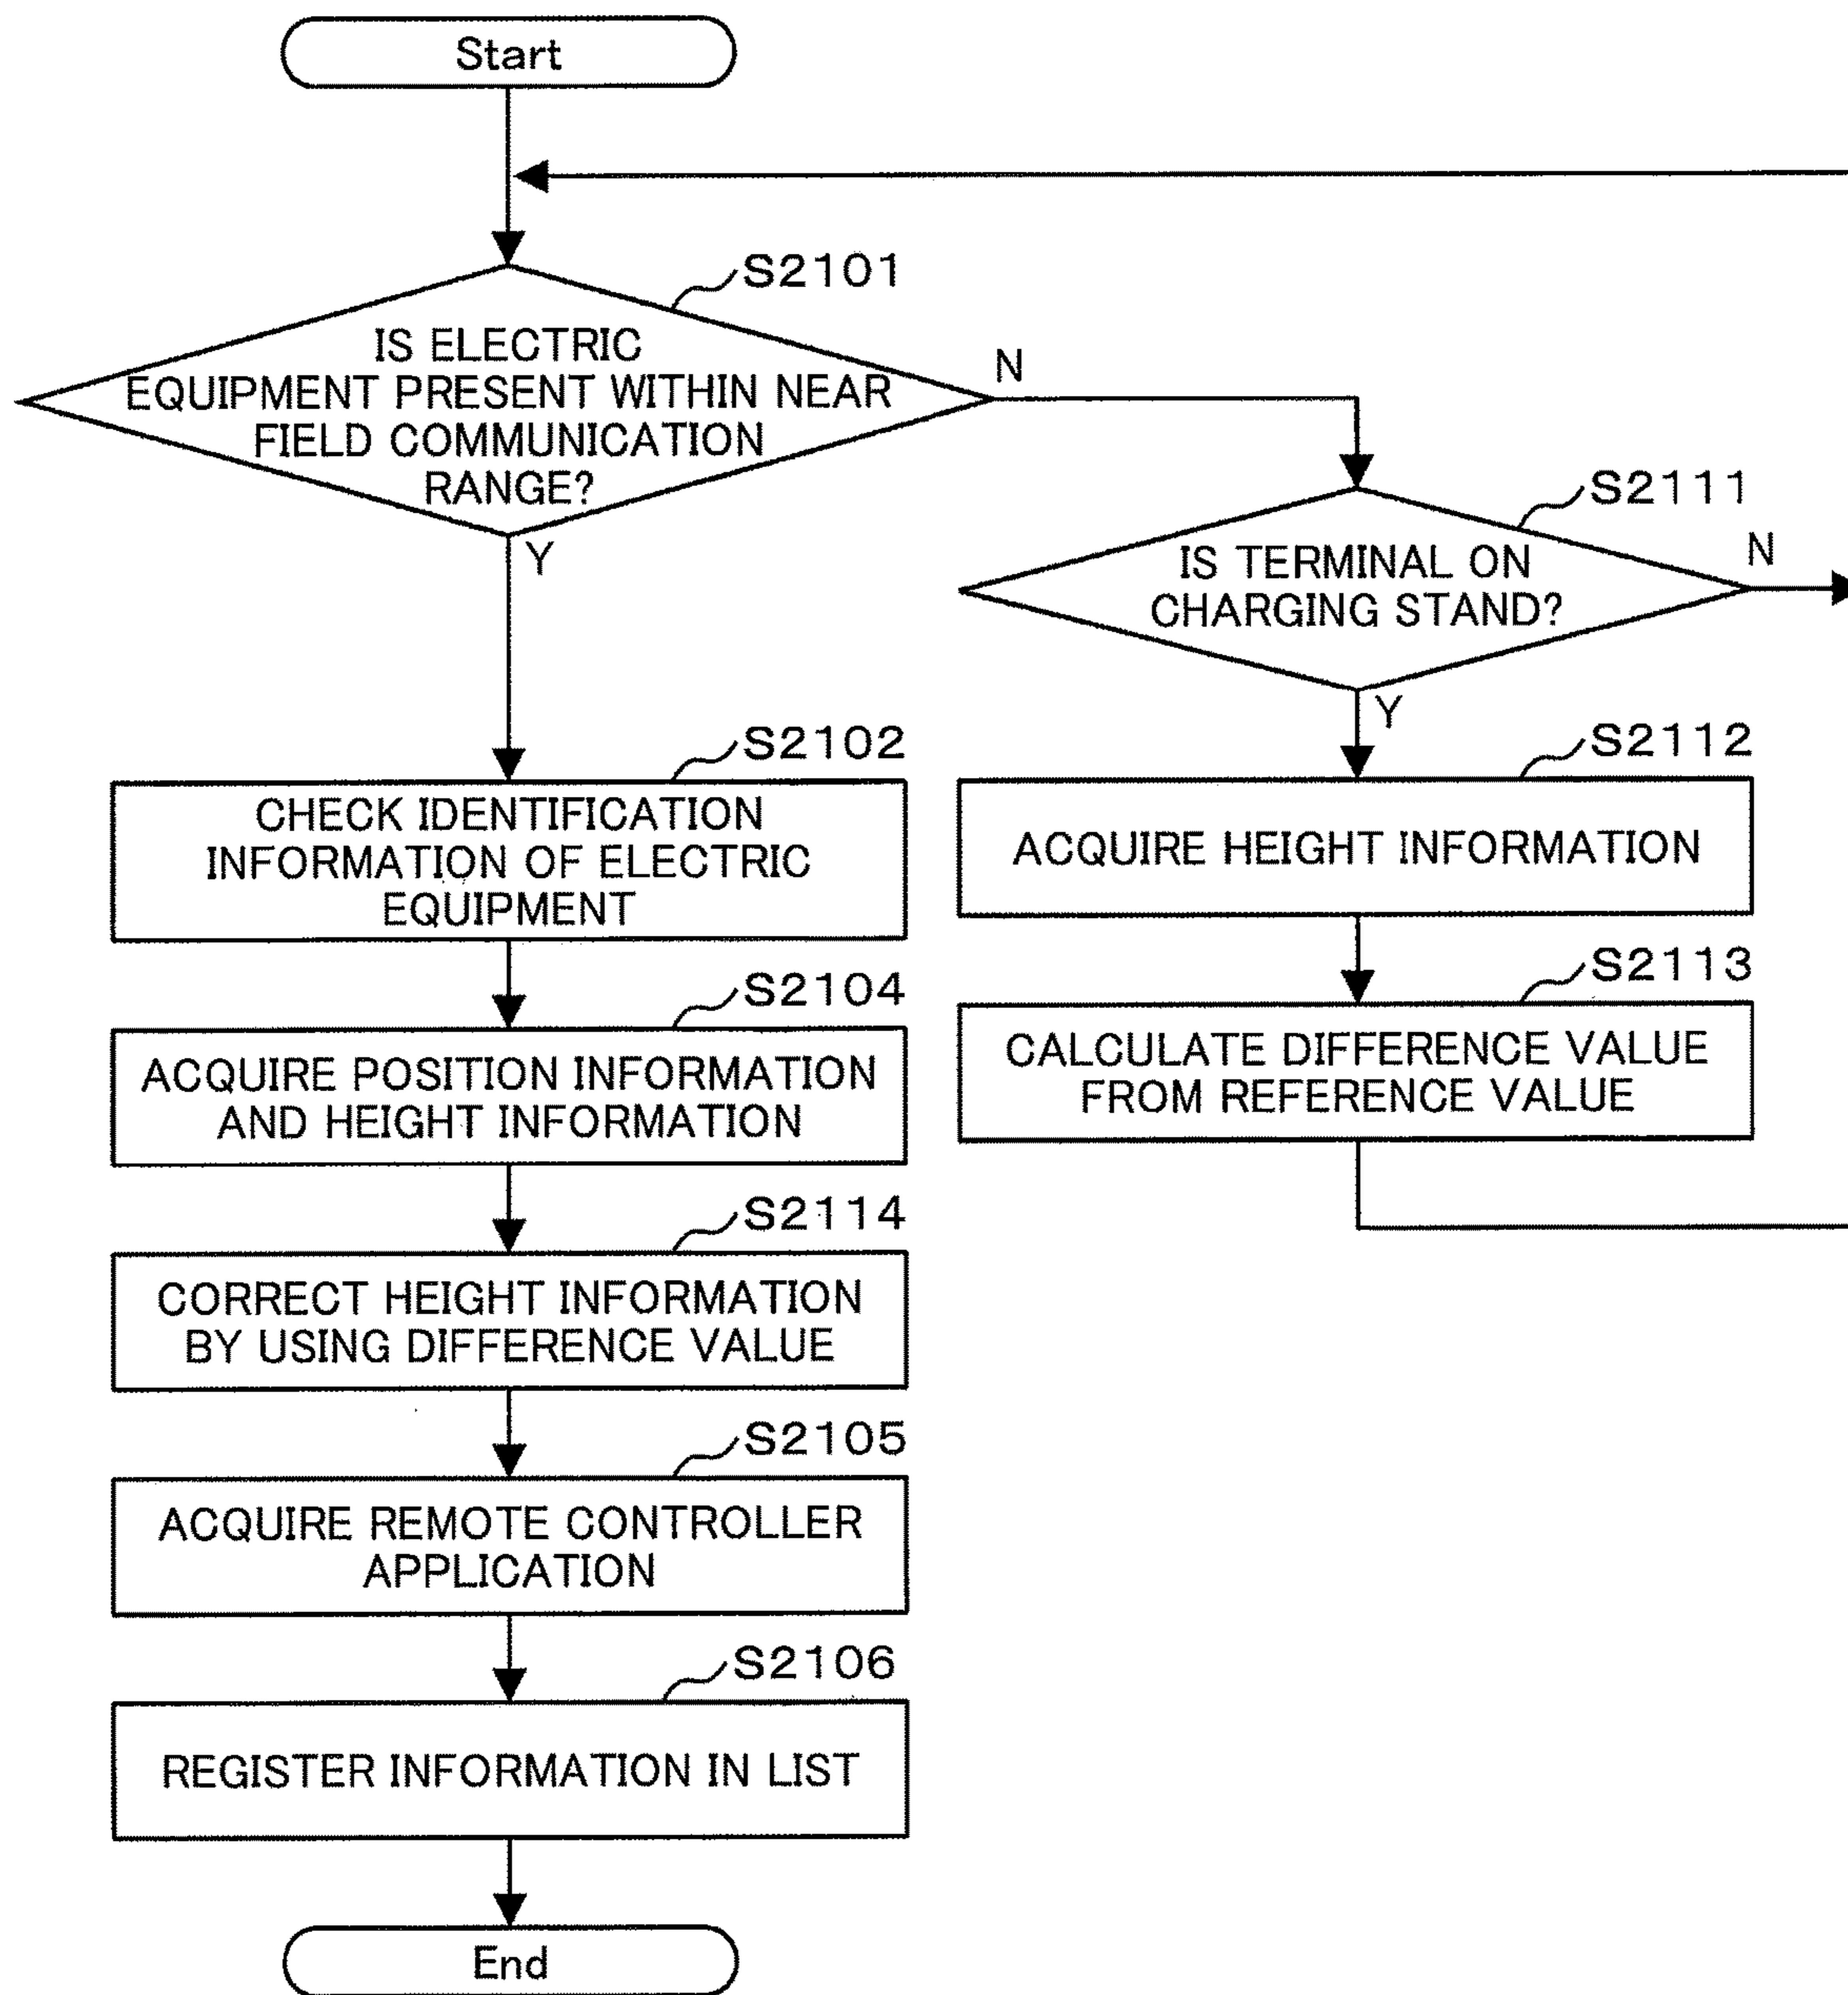 Start
S2101
IS ELECTRIC
EQUIPMENT PRESENT WITHIN NEAR
FIELD COMMUNICATION
RANGE?
N
Y
S2111
IS TERMINAL ON
CHARGING STAND?
N
Y
S2102
CHECK IDENTIFICATION
INFORMATION OF ELECTRIC
EQUIPMENT
S2112
ACQUIRE HEIGHT INFORMATION
S2104
ACQUIRE POSITION INFORMATION
AND HEIGHT INFORMATION
S2113
CALCULATE DIFFERENCE VALUE
FROM REFERENCE VALUE
S2114
CORRECT HEIGHT INFORMATION
BY USING DIFFERENCE VALUE
S2105
ACQUIRE REMOTE CONTROLLER
APPLICATION
S2106
REGISTER INFORMATION IN LIST
End